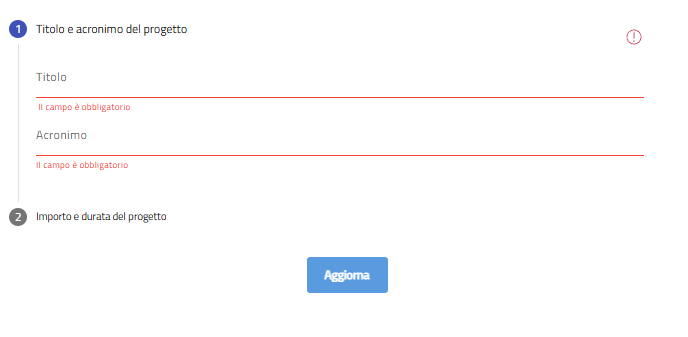 1 Titolo e acronimo del progetto
!
Titolo
Il campo è obbligatorio
Acronimo
Il campo è obbligatorio
2 Importo e durata del progetto
Aggiorna